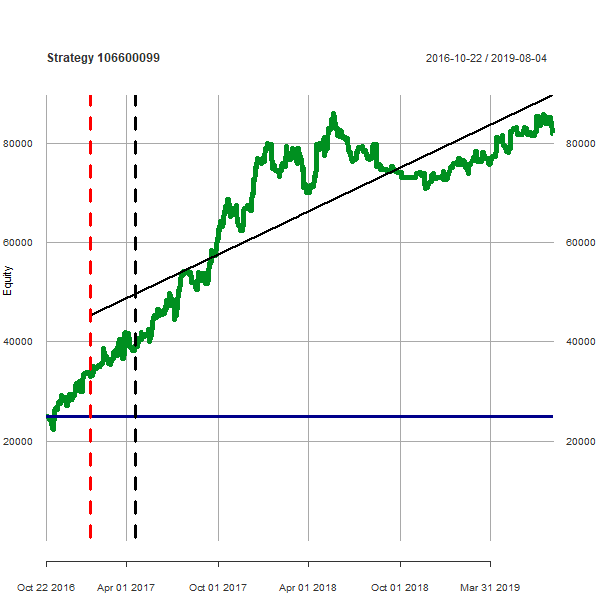 Strategy 106600099
2016-10-22 / 2019-08-04
80000
80000
60000
60000
Equity
40000
40000
20000
20000
Oct 22 2016
Apr 01 2017
Oct 01 2017
Apr 01 2018
Oct 01 2018
Mar 31 2019